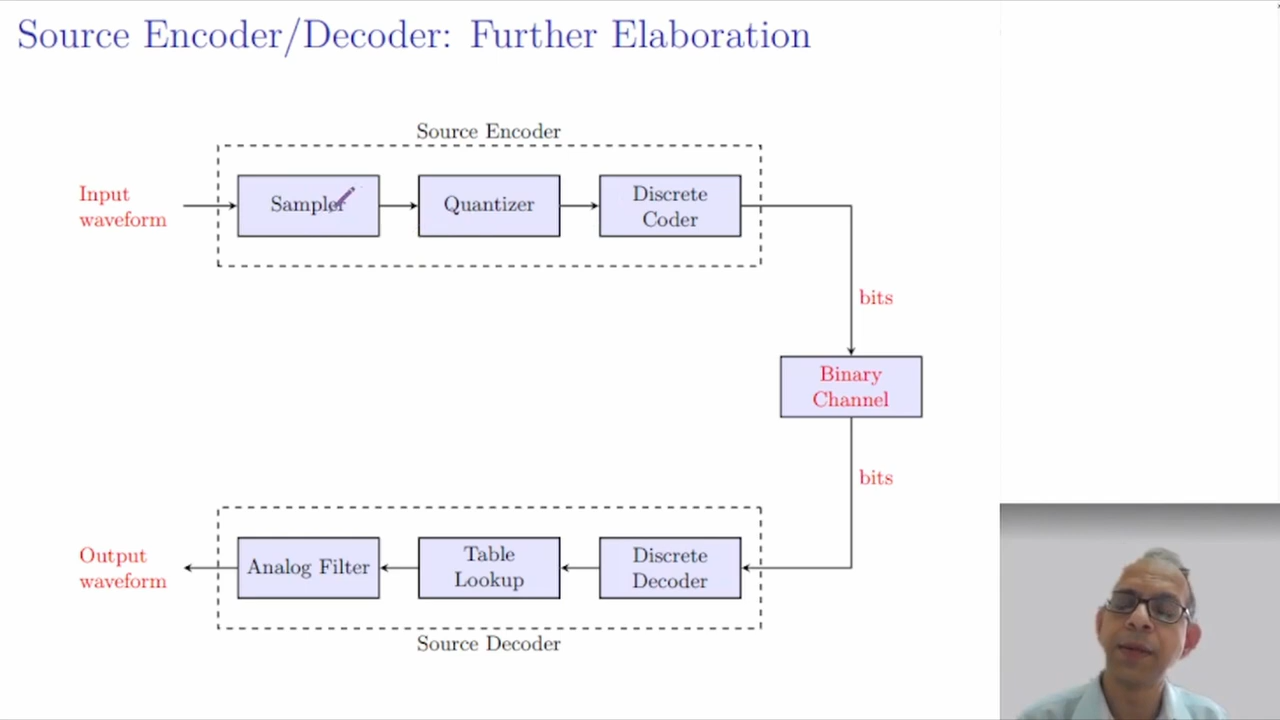 Source Encoder/Decoder: Further Elaboration
Source Encoder
Input
waveform
Sampler
Quantizer
Discrete
Coder
bits
Binary
Channel
bits
Output
waveform
Analog Filter
Table
Lookup
Discrete
Decoder
Source Decoder